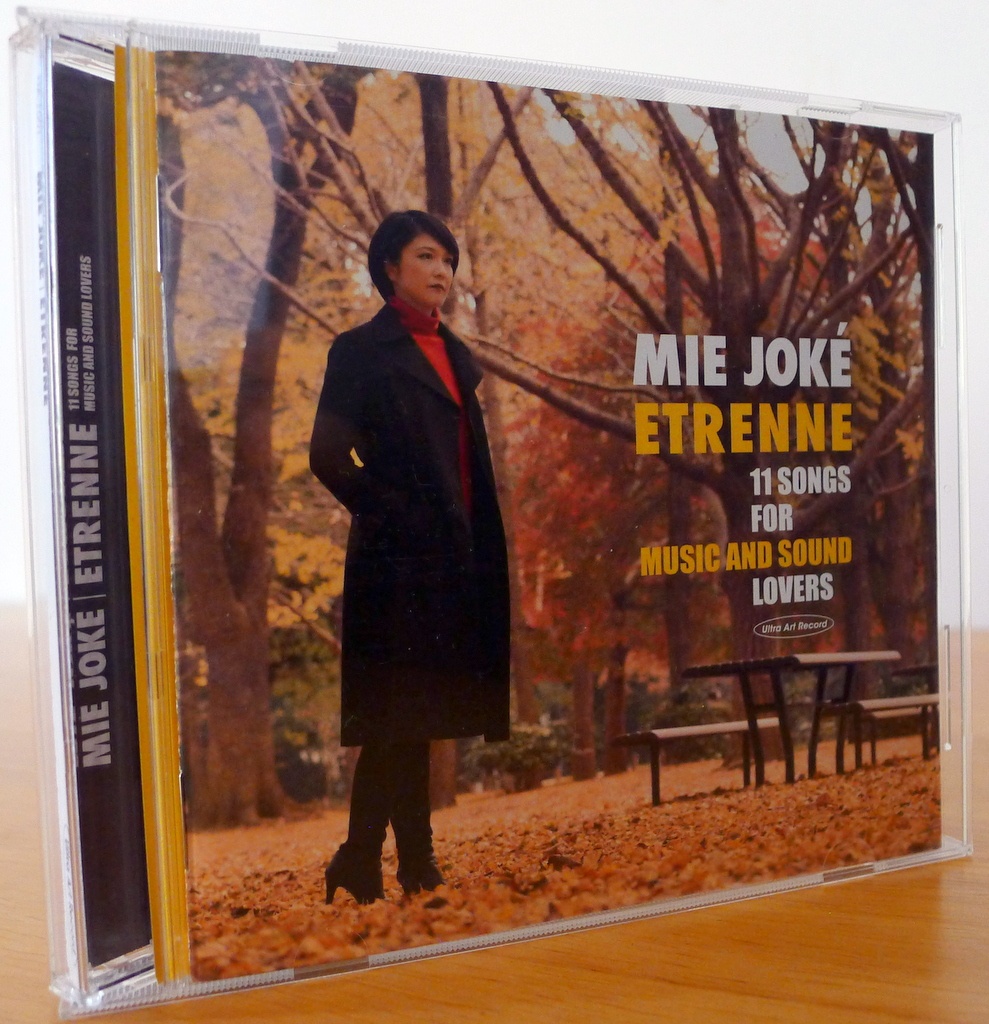 MIE JOKÉ
ETRENNE
11 SONGS
FOR
MUSIC AND SOUND
LOVERS
Ultra Art Record
MIE JOKÉ | ETRENNE 11 SONGS FOR
MUSIC AND SOUND LOVERS